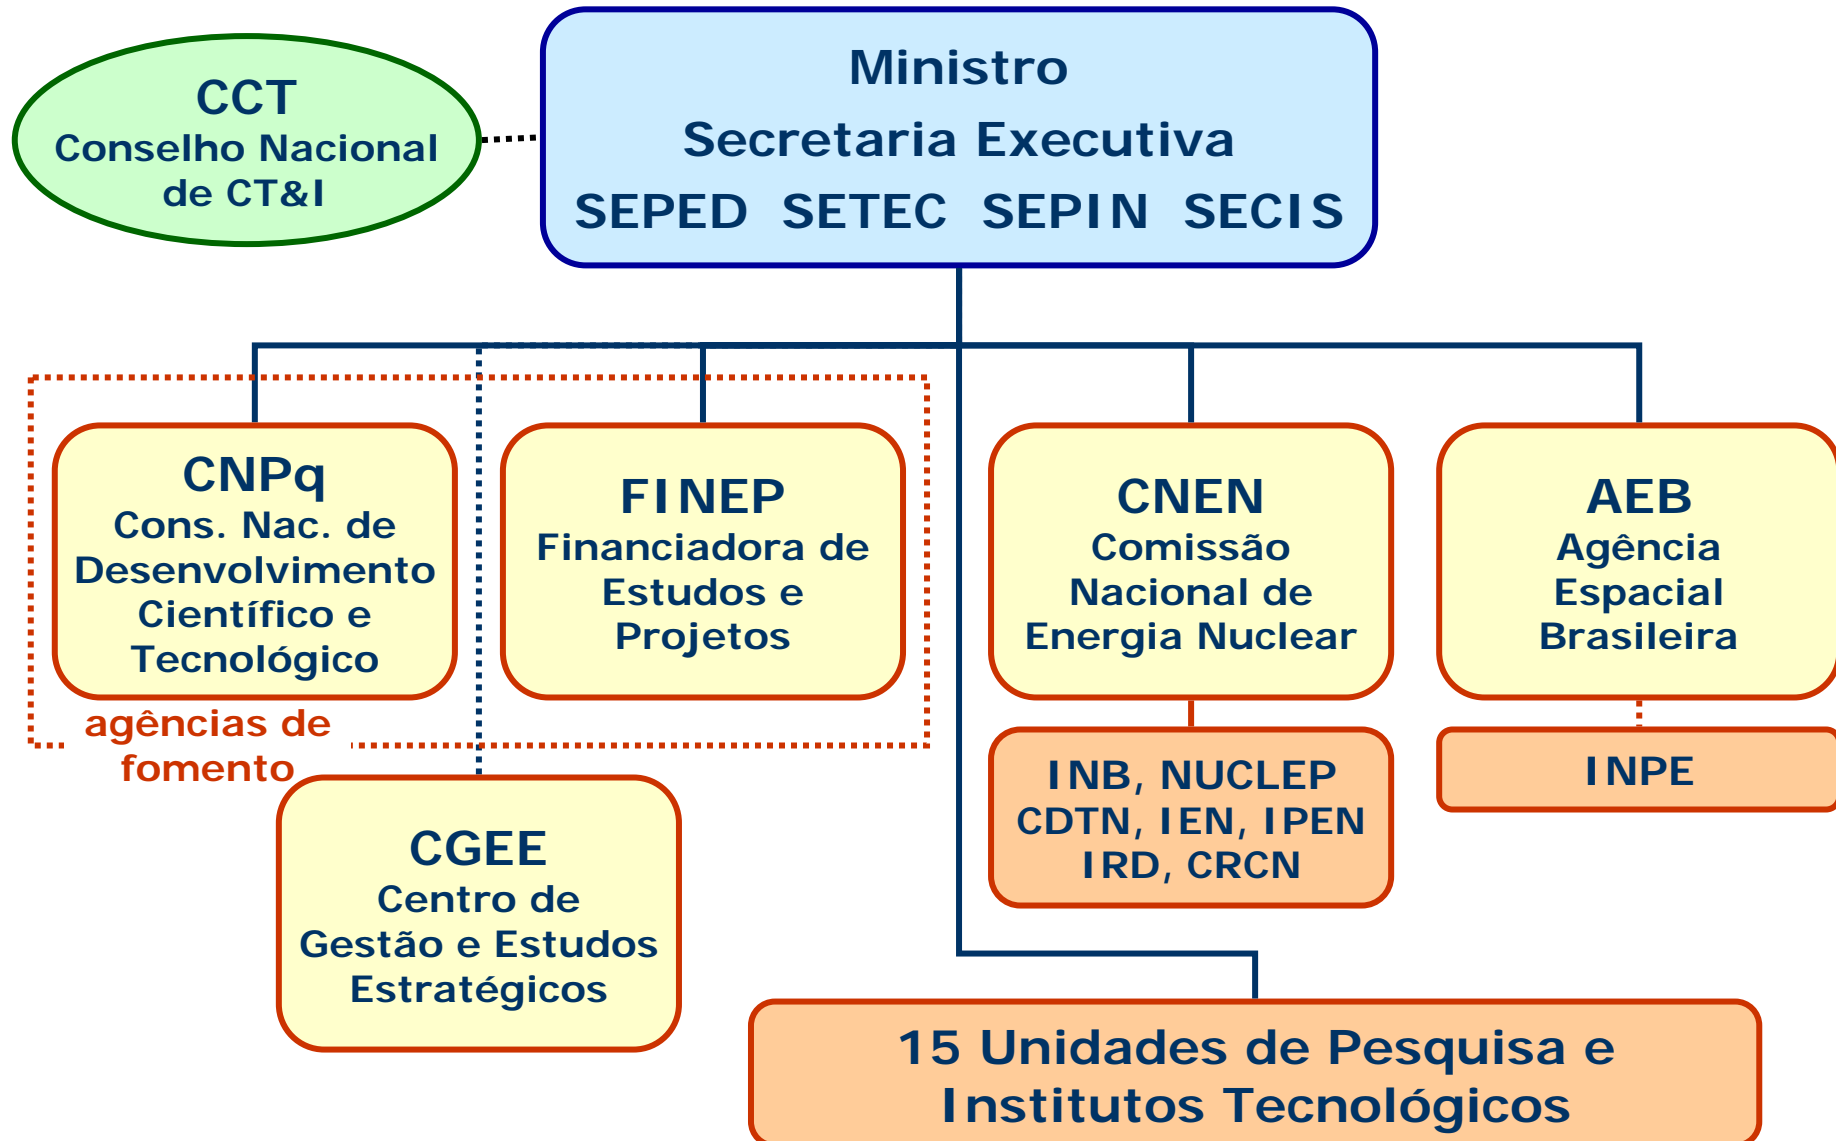 CCT
Conselho Nacional
de CT&I
Ministro
Secretaria Executiva
SEPED SETEC SEPIN SECIS
CNPq
Cons. Nac. de
Desenvolvimento
Científico e
Tecnológico
FINEP
Financiadora de
Estudos e
Projetos
CNEN
Comissão
Nacional de
Energia Nuclear
AEB
Agência
Espacial
Brasileira
agências de
fomento
INB, NUCLEP
CDTN, IEN, IPEN
IRD, CRCN
INPE
CGEE
Centro de
Gestão e Estudos
Estratégicos
15 Unidades de Pesquisa e
Institutos Tecnológicos